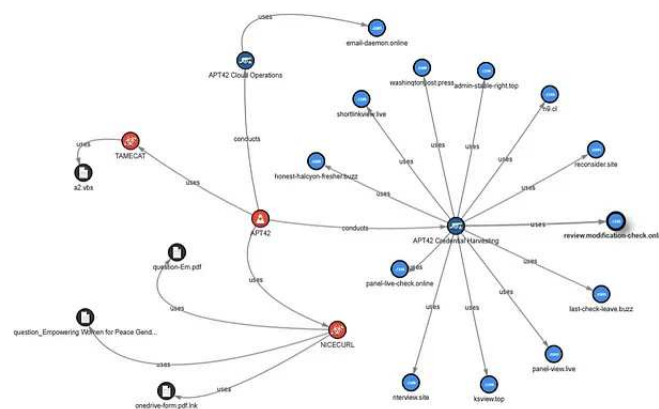 uses
email-daemon.online
APT42 Cloud Operations
washingtonpost.press
admin-stable-right.top
n9.cl
shortlinkview.live
conducts
uses
uses
uses
uses
uses
TAMECAT
uses
reconsider.site
a2.vbs
honest-halcyon-fresher.buzz
uses
uses
uses
APT42
conducts
APT42 Credential Harvesting
uses
review.modification-check.onl
question-Em.pdf
panel-live-check.online
uses
uses
uses
last-check-leave.buzz
uses
question_Empowering Women for Peace Gend...
NICECURL
uses
uses
uses
uses
panel-view.live
onedrive-form.pdf.lnk
uses
nterview.site
ksview.top